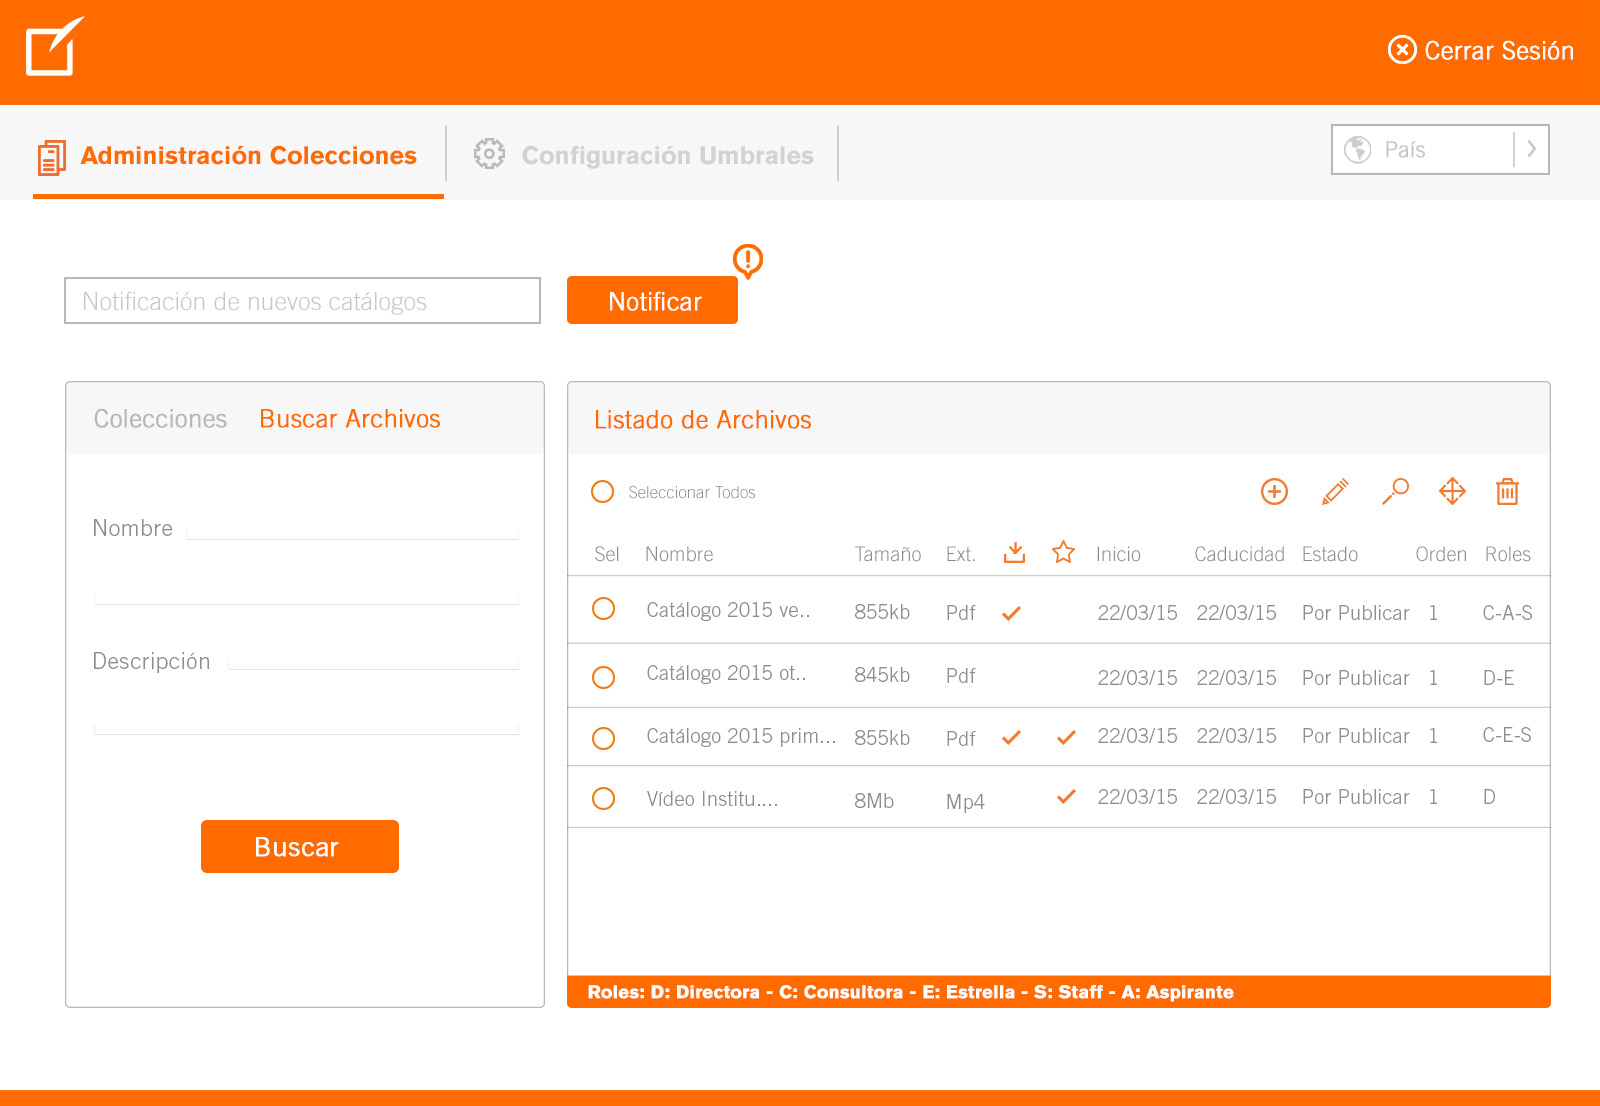 Cerrar Sesión
Administración Colecciones
Configuración Umbrales
País
Notificación de nuevos catálogos
Notificar
Colecciones Buscar Archivos
Nombre
Descripción
Buscar
Listado de Archivos
Seleccionar Todos
Sel Nombre Tamaño Ext. Inicio Caducidad Estado Orden Roles
Catálogo 2015 ve.. 855kb Pdf 22/03/15 22/03/15 Por Publicar 1 C-A-S
Catálogo 2015 ot.. 845kb Pdf 22/03/15 22/03/15 Por Publicar 1 D-E
Catálogo 2015 prim... 855kb Pdf 22/03/15 22/03/15 Por Publicar 1 C-E-S
Vídeo Institu.... 8Mb Mp4 22/03/15 22/03/15 Por Publicar 1 D
Roles: D: Directora - C: Consultora - E: Estrella - S: Staff - A: Aspirante